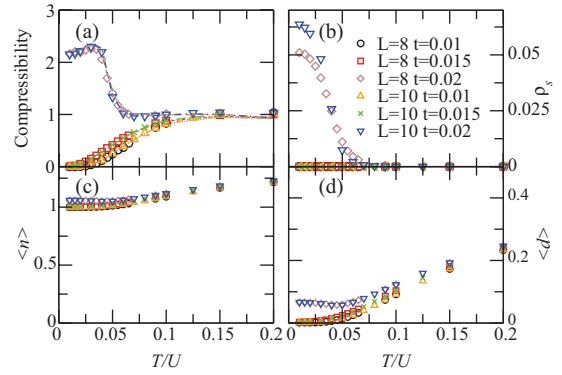 (a)
(b)
3
2
1
0
Compressibility
L=8 t=0.01
L=8 t=0.015
L=8 t=0.02
L=10 t=0.01
L=10 t=0.015
L=10 t=0.02
0.05
0.025
0
ρs
(c)
(d)
1
0.5
0
<n>
0.4
0.2
0
<d>
0 0.05 0.1 0.15 0.2
0 0.05 0.1 0.15 0.2
T/U
T/U